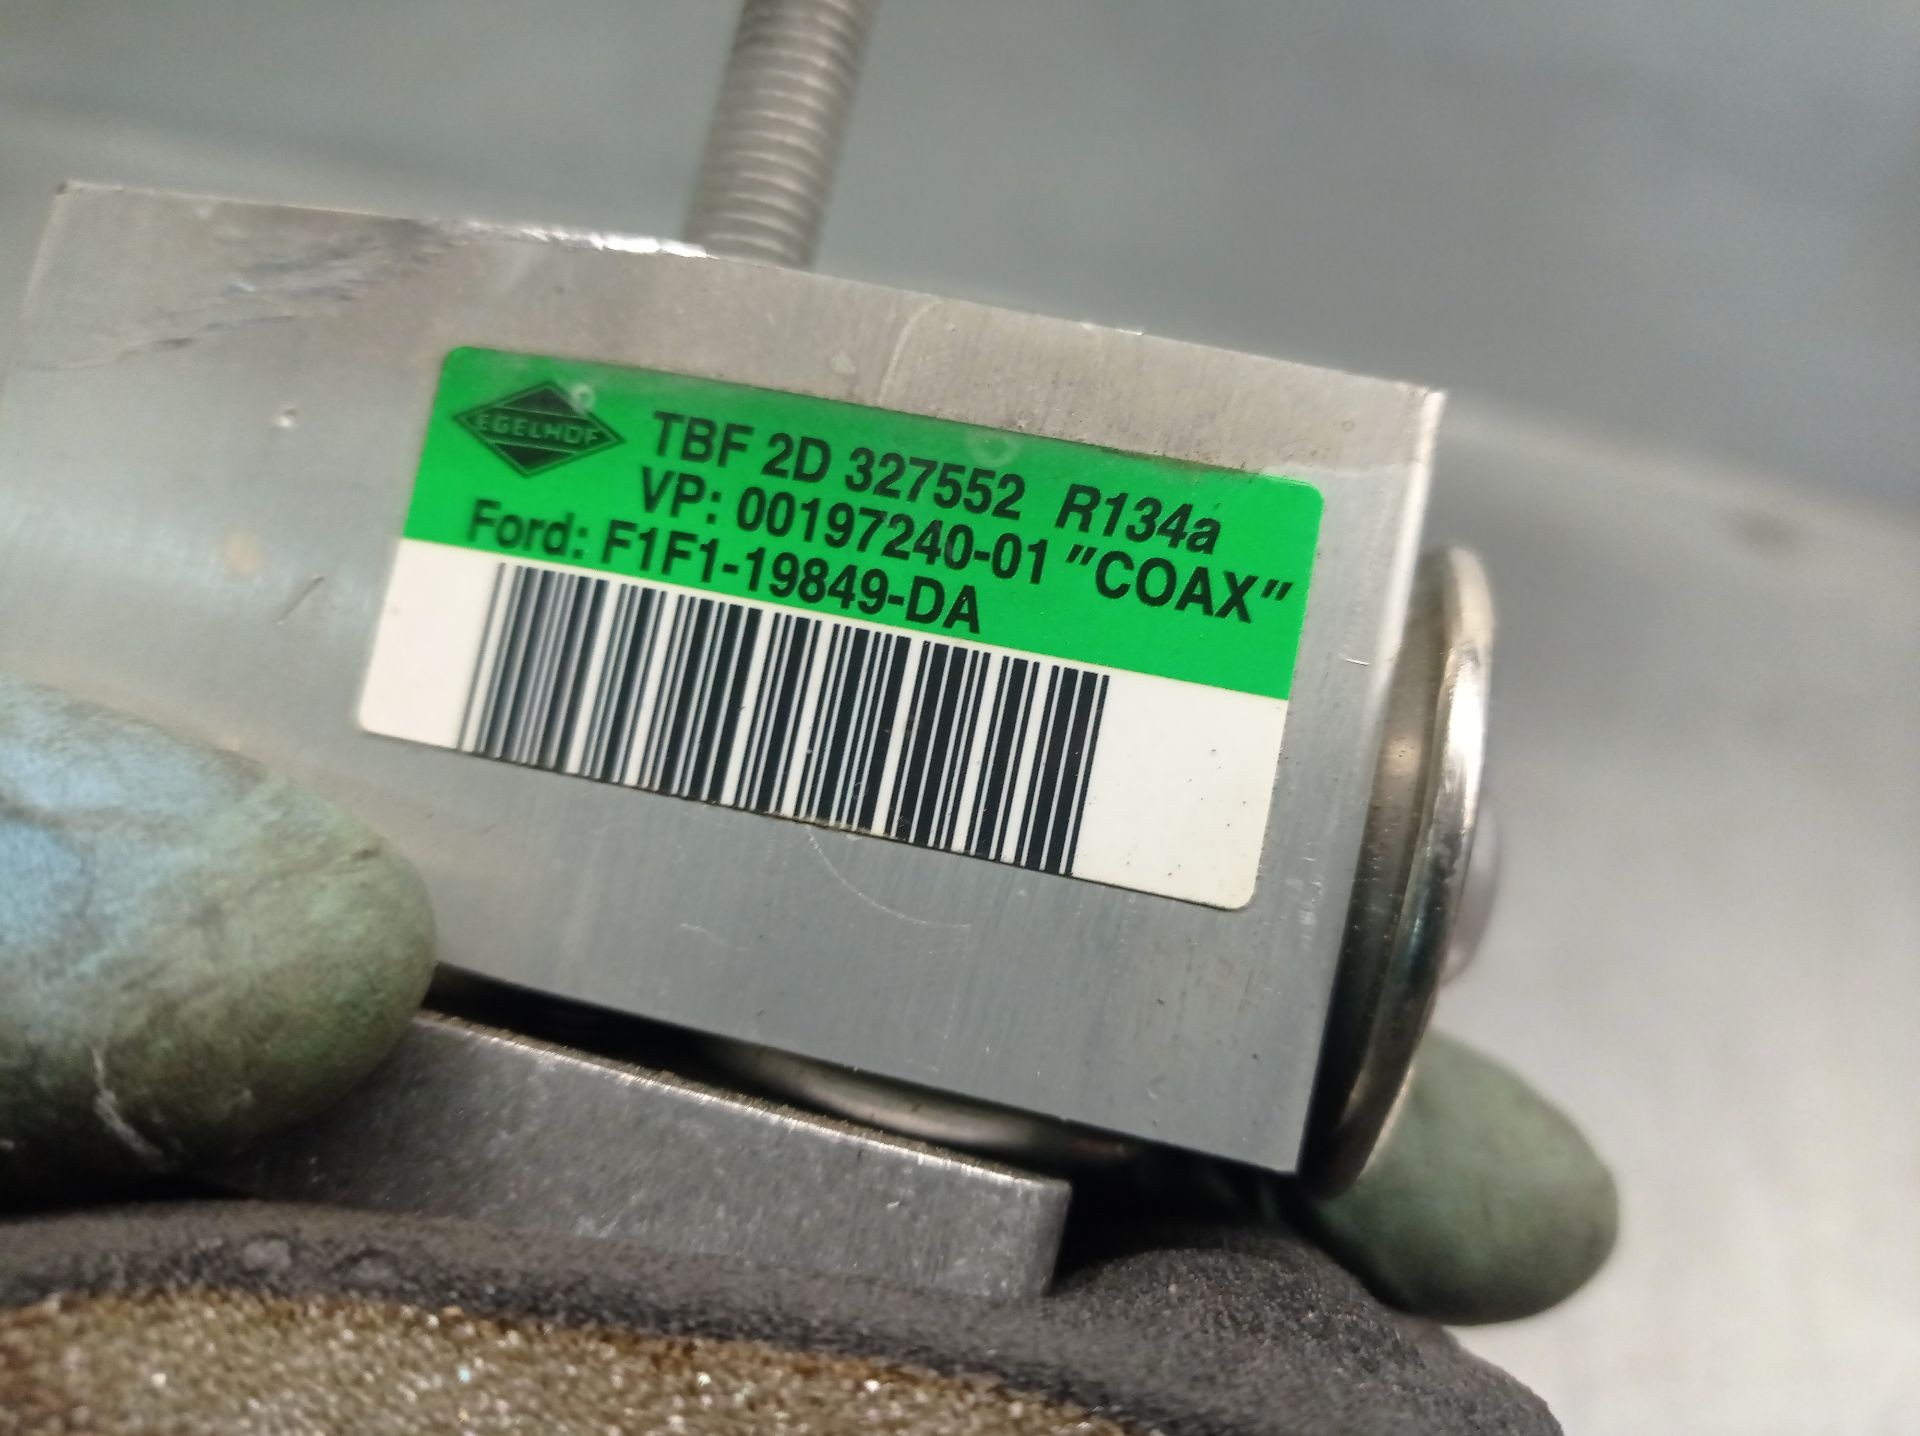 EGELHOF
TBF 2D 327552 R134a
VP: 00197240-01 "COAX"
Ford: F1F1-19849-DA